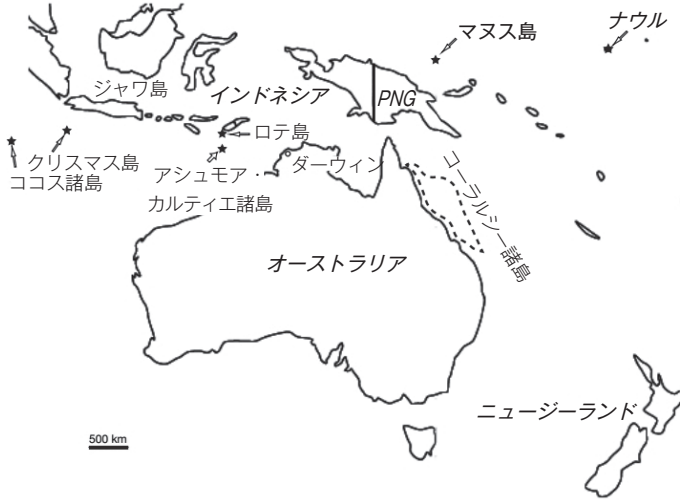 ナウル
マヌス島
ジャワ島
インドネシア
PNG
ロテ島
クリスマス島
ココス諸島
アシュモア・
カルティエ諸島
ダーウィン
コーラルシー諸島
オーストラリア
ニュージーランド
500 km